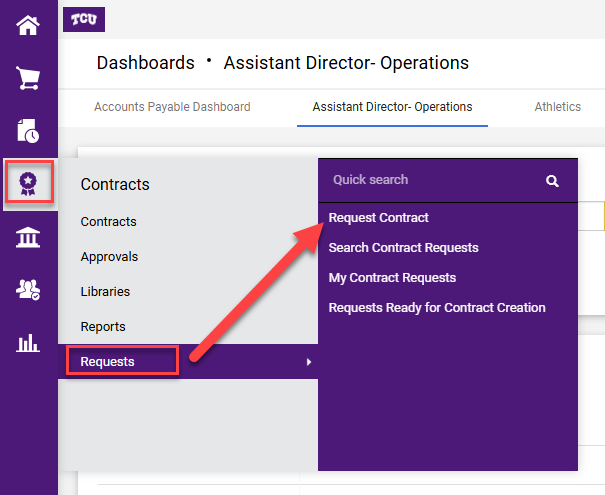 TCU
Dashboards • Assistant Director- Operations
Accounts Payable Dashboard Assistant Director- Operations Athletics
Contracts
Contracts
Approvals
Libraries
Reports
Requests
Quick search
Request Contract
Search Contract Requests
My Contract Requests
Requests Ready for Contract Creation